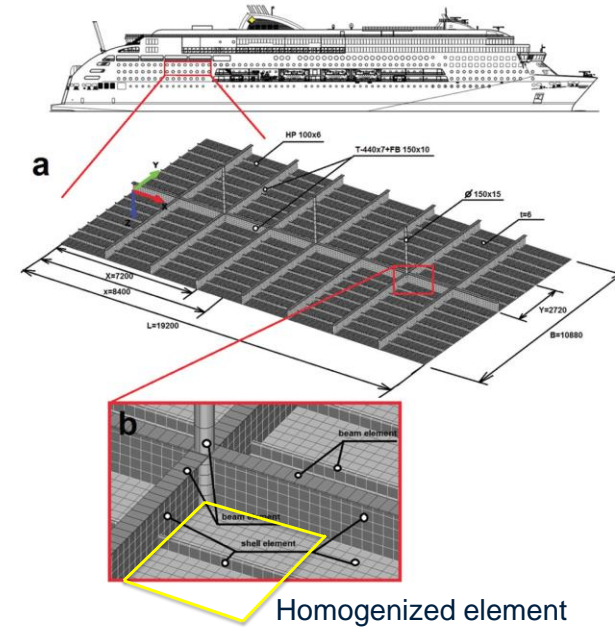 a
HP 100x6
T-440x7+FB 150x10
Ø 150x15
t=6
Y
X
Z
X=7200
x=8400
L=19200
Y=2720
B=10880
b
beam element
beam element
shell element
Homogenized element